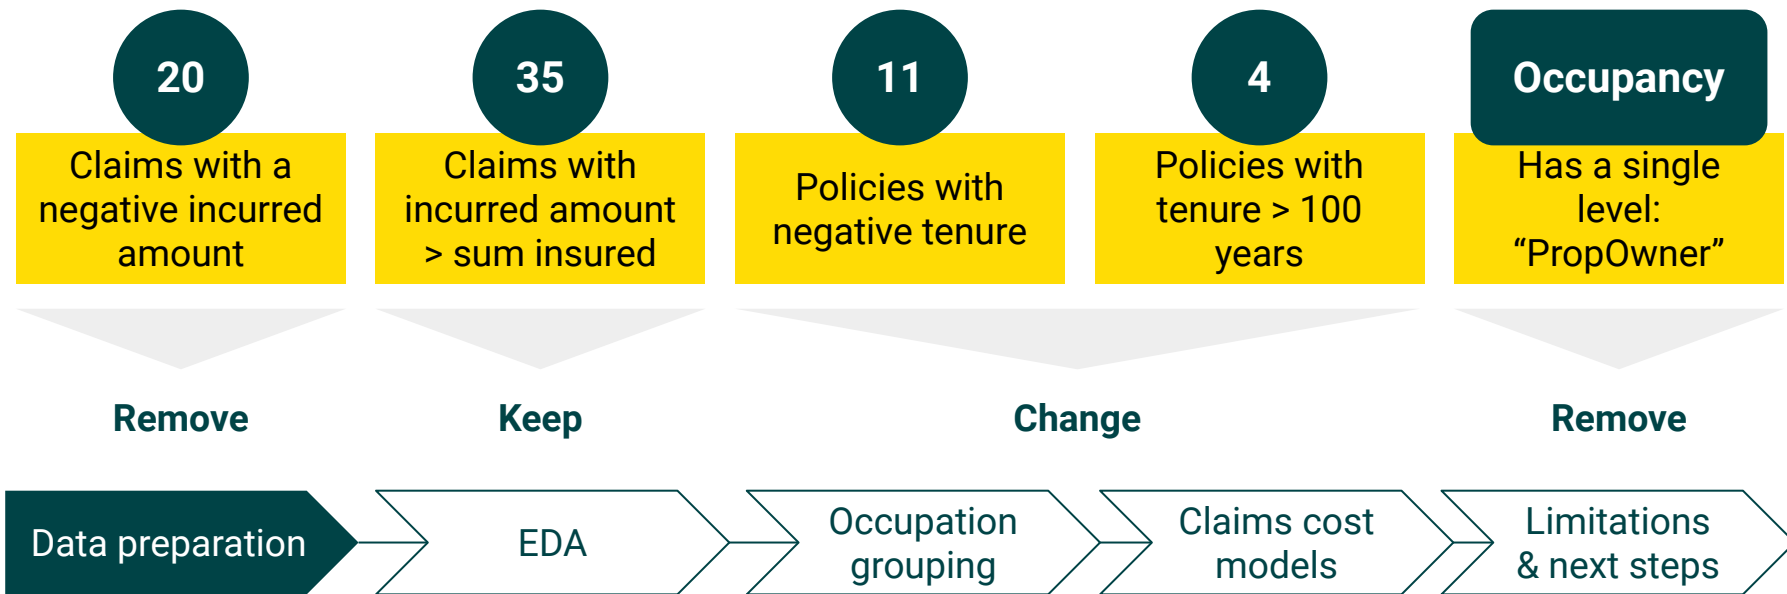 20
Claims with a
negative incurred
amount
35
Claims with
incurred amount
> sum insured
11
Policies with
negative tenure
4
Policies with
tenure > 100
years
Occupancy
Has a single
level:
“PropOwner”
Remove
Keep
Change
Remove
Data preparation
EDA
Occupation
grouping
Claims cost
models
Limitations
& next steps